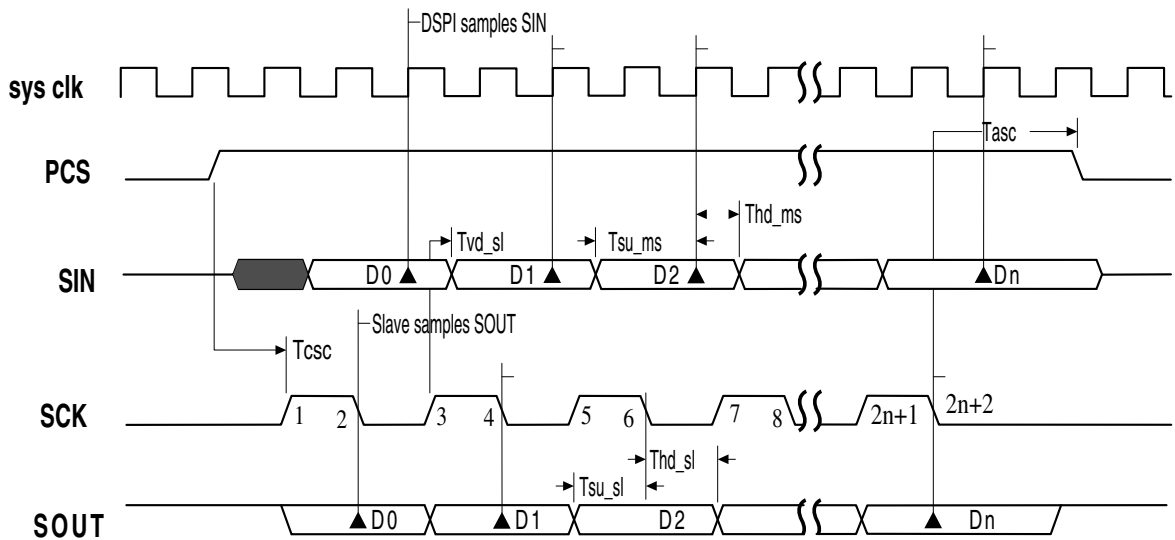 DSPI samples SIN
sys clk
Tasc
PCS
Thd_ms
Tvd_sl
Tsu_ms
SIN
D0
D1
D2
Dn
Slave samples SOUT
Tcsc
SCK
1
2
3
4
5
6
7
8
2n+1
2n+2
Thd_sl
Tsu_sl
SOUT
D0
D1
D2
Dn